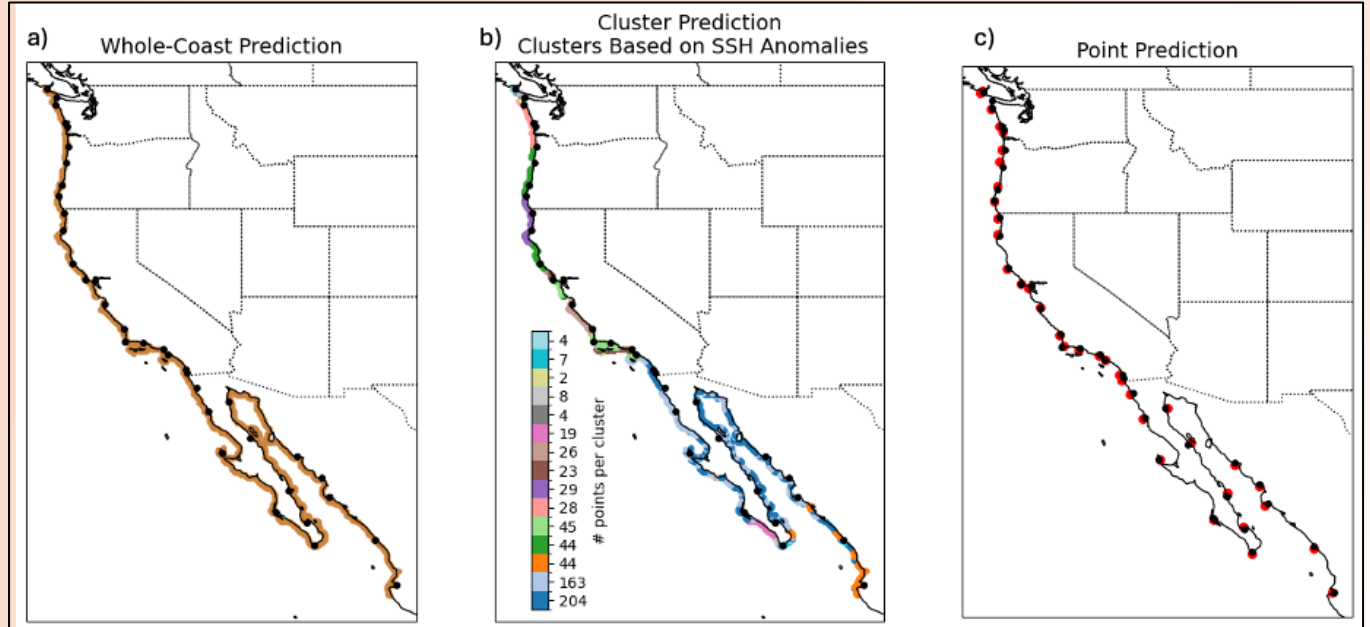 a)
Whole-Coast Prediction
b)
Cluster Prediction
Clusters Based on SSH Anomalies
c)
Point Prediction
4
7
2
8
4
19
26
23
29
28
45
44
44
163
204
# points per cluster